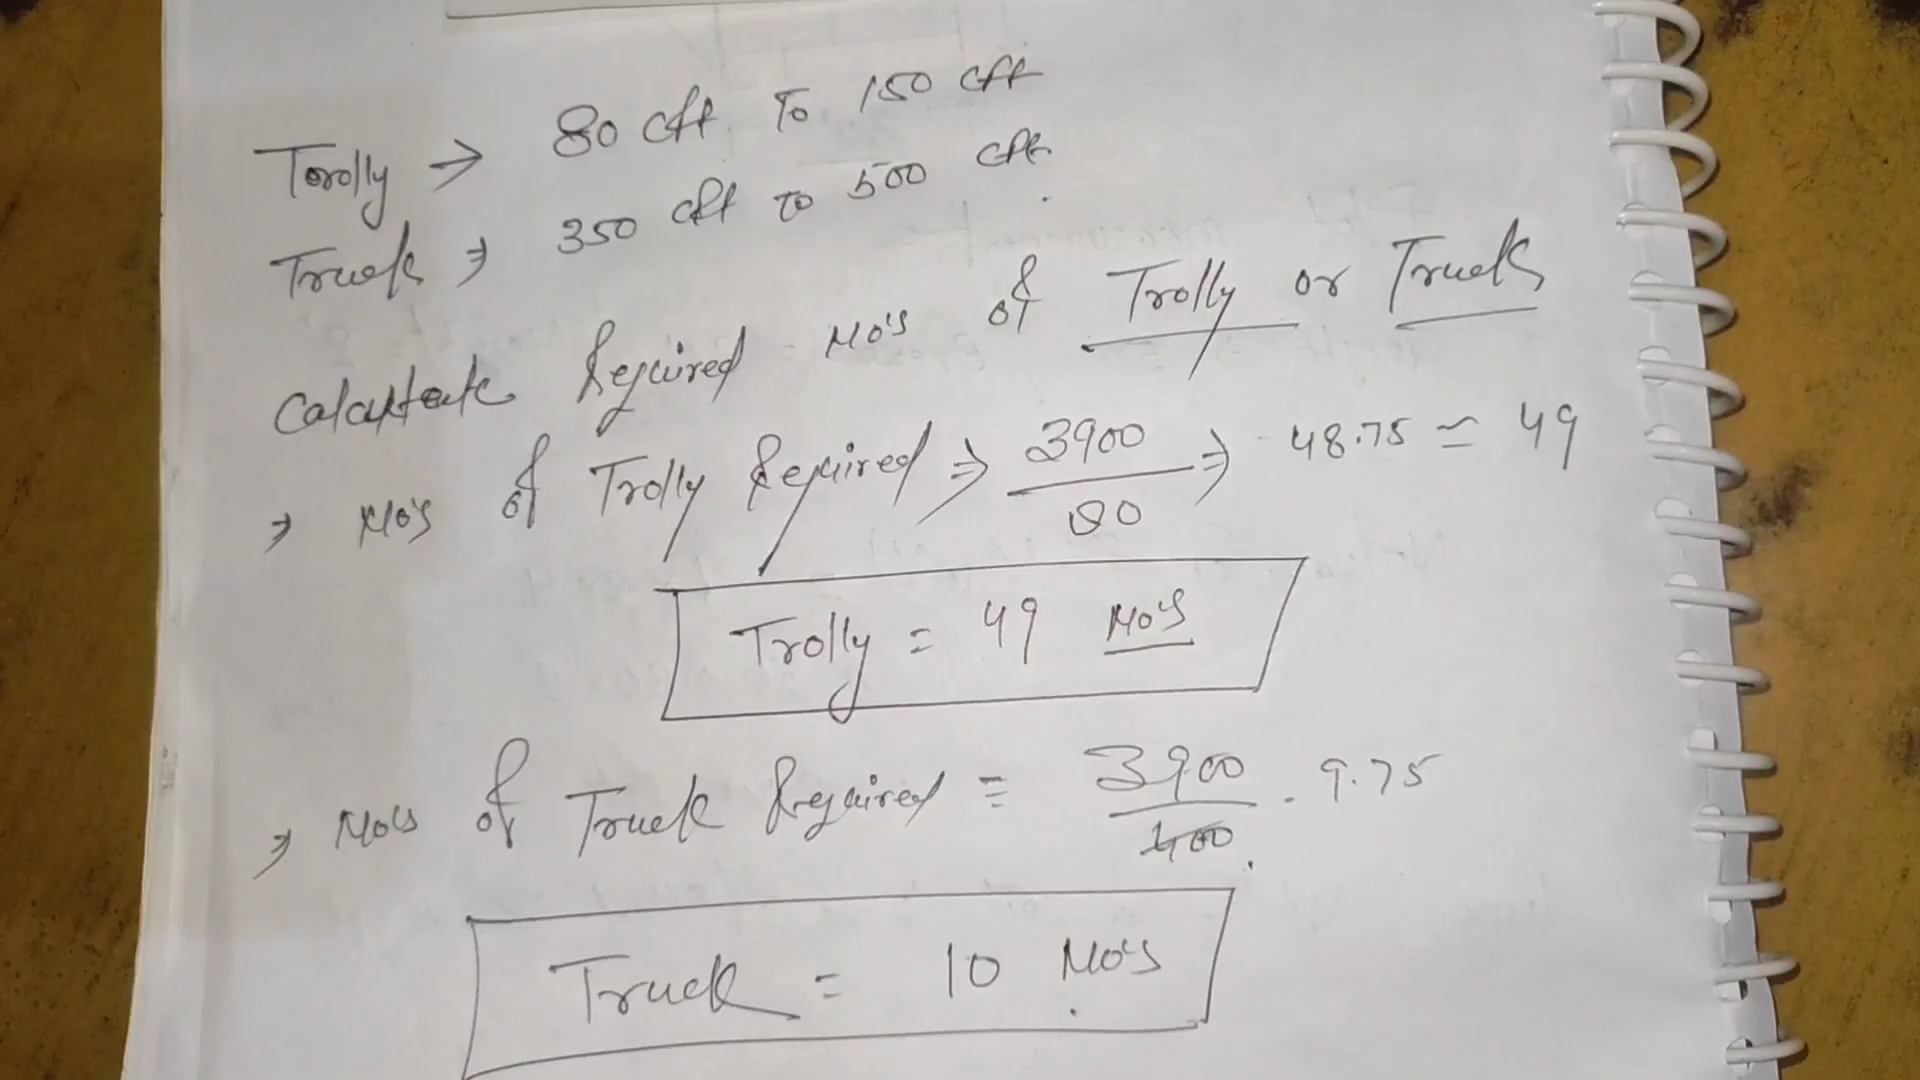 Trolly → 80 cft To 150 cft
Truck ⇒ 350 cft to 500 cft.
Calculate Required No's of Trolly or Truck
⇒ No's of Trolly Required ⇒ 3900/80 ⇒ 48.75 ≃ 49
Trolly = 49 No's
⇒ No's of Truck Required = 3900/400 . 9.75
Truck = 10 No's